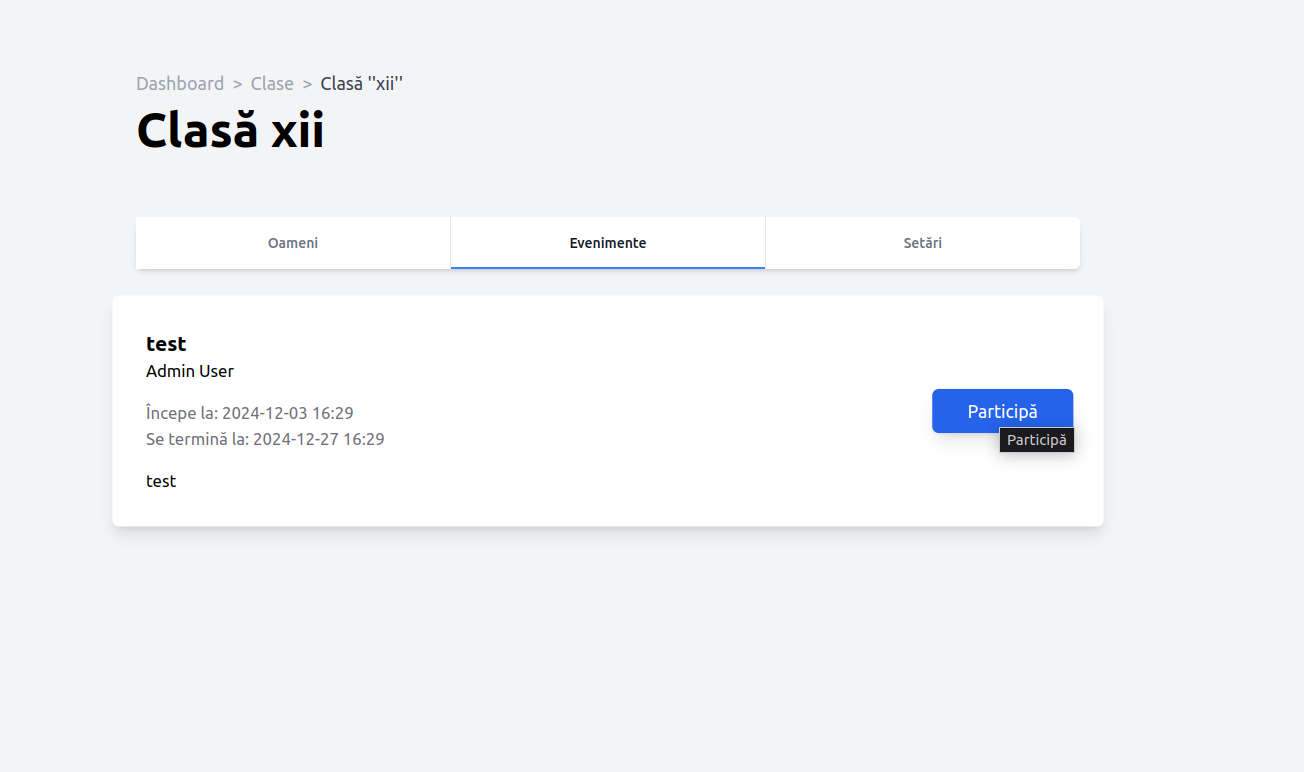 Dashboard > Clase > Clasă ''xii''
Clasă xii
Oameni
Evenimente
Setări
test
Admin User
Începe la: 2024-12-03 16:29
Se termină la: 2024-12-27 16:29
test
Participă
Participă